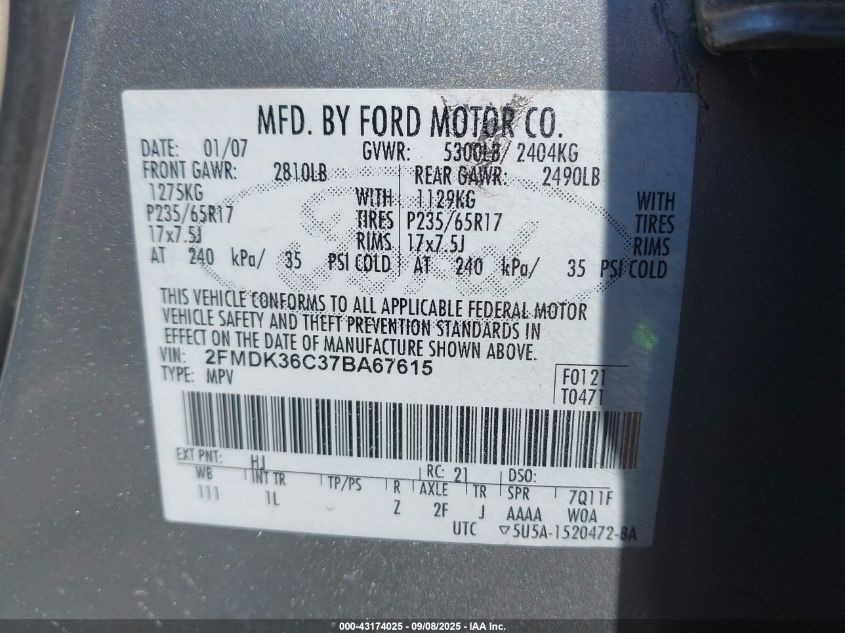 MFD. BY FORD MOTOR CO.
DATE: 01/07 GVWR: 5300LB/ 2404KG
FRONT GAWR: 2810LB REAR GAWR: 2490LB
1275KG WITH 1129KG WITH
P235/65R17 TIRES P235/65R17 TIRES
17x7.5J RIMS 17x7.5J RIMS
AT 240 kPa/ 35 PSI COLD AT 240 kPa/ 35 PSI COLD
THIS VEHICLE CONFORMS TO ALL APPLICABLE FEDERAL MOTOR
VEHICLE SAFETY AND THEFT PREVENTION STANDARDS IN
EFFECT ON THE DATE OF MANUFACTURE SHOWN ABOVE.
VIN: 2FMDK36C37BA67615
TYPE: MPV
F0121
T0471
EXT PNT: HJ RC: 21 DSO:
WB INT TR TP/PS R AXLE TR SPR 7Q11F
111 1L Z 2F J AAAA W0A
UTC ▽5U5A-1520472-BA
000-43174025 - 09/08/2025 - IAA Inc.